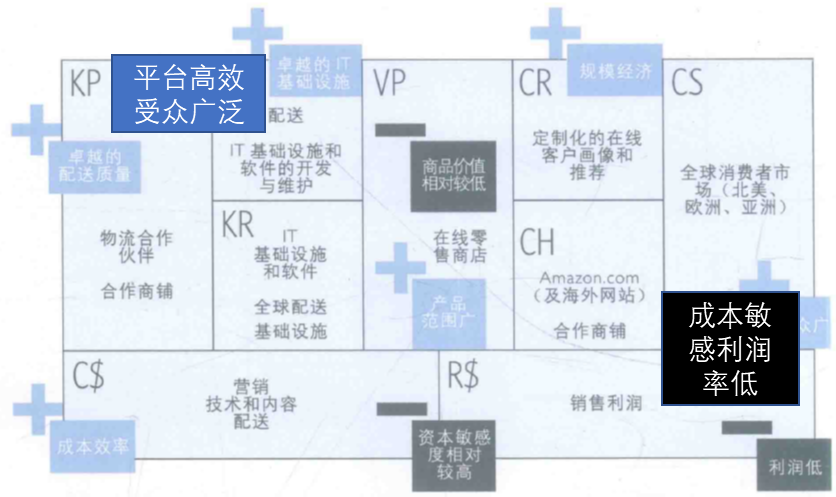 卓越的 IT
基础设施
规模经济
KP
平台高效
受众广泛
VP
CR
CS
配送
IT 基础设施和
软件的开发
与维护
卓越的
配送质量
商品价值
相对较低
定制化的在线
客户画像和
推荐
全球消费者市
场（北美、
欧洲、亚洲）
物流合作
伙伴
合作商铺
KR
IT
基础设施
和软件
全球配送
基础设施
在线零
售商店
产品
范围广
CH
Amazon.com
（及海外网站）
合作商铺
成本敏
感利润
率低
众广
C$
营销
技术和内容
配送
R$
销售利润
成本效率
资本敏感
度相对
较高
利润低